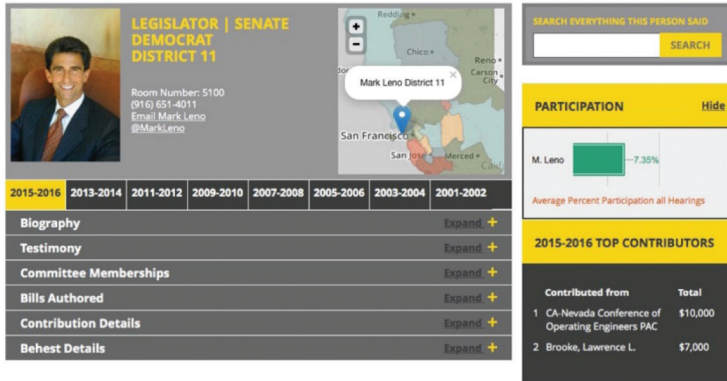 LEGISLATOR | SENATE
DEMOCRAT
DISTRICT 11
Room Number: 5100
(916) 651-4011
Email Mark Leno
@MarkLeno
+
-
Redding
Chico
Reno
Carson
City
Mark Leno District 11 ×
San Francisco
San Jose
Merced
SEARCH EVERYTHING THIS PERSON SAID
SEARCH
PARTICIPATION Hide
M. Leno 7.35%
Average Percent Participation all Hearings
2015-2016 2013-2014 2011-2012 2009-2010 2007-2008 2005-2006 2003-2004 2001-2002
Biography Expand +
Testimony Expand +
Committee Memberships Expand +
Bills Authored Expand +
Contribution Details Expand +
Behest Details Expand +
2015-2016 TOP CONTRIBUTORS
Contributed from Total
1 CA-Nevada Conference of $10,000
Operating Engineers PAC
2 Brooke, Lawrence L. $7,000